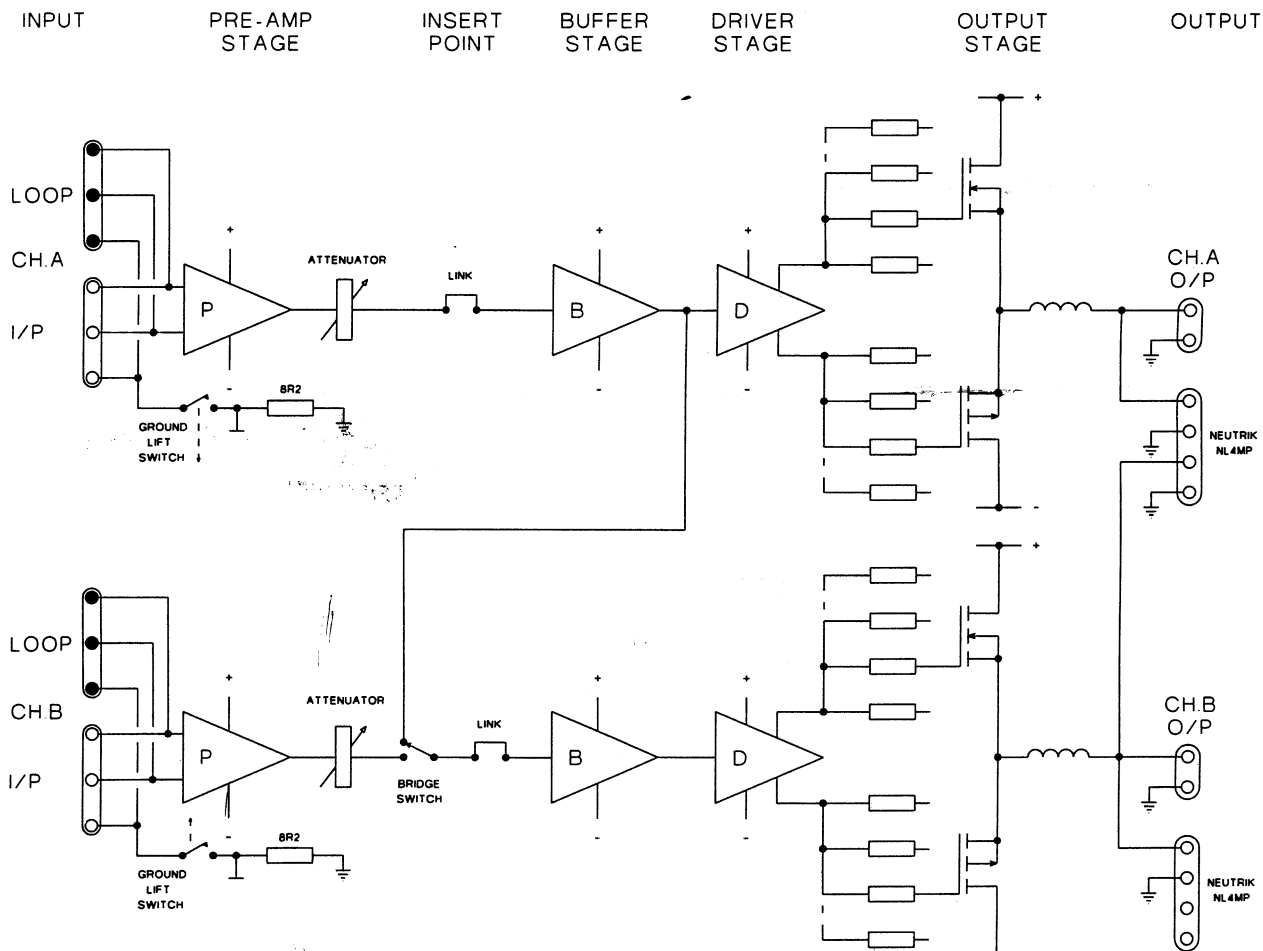 INPUT
PRE-AMP
STAGE
INSERT
POINT
BUFFER
STAGE
DRIVER
STAGE
OUTPUT
STAGE
OUTPUT
+
LOOP
CH.A
I/P
+
P
-
ATTENUATOR
LINK
+
B
-
+
D
-
CH.A
O/P
8R2
GROUND
LIFT
SWITCH
NEUTRIK
NL4MP
-
+
LOOP
CH.B
I/P
+
P
-
ATTENUATOR
BRIDGE
SWITCH
LINK
+
B
-
+
D
-
CH.B
O/P
8R2
GROUND
LIFT
SWITCH
NEUTRIK
NL4MP